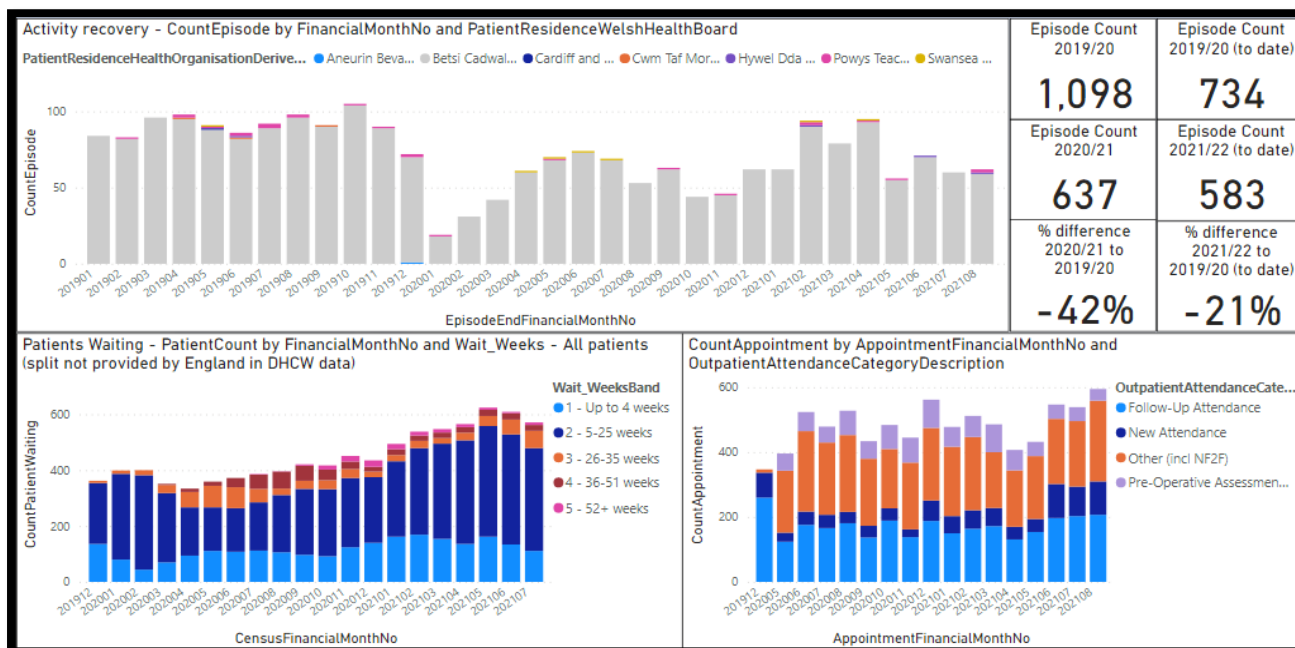 Activity recovery - CountEpisode by FinancialMonthNo and PatientResidenceWelshHealthBoard
PatientResidenceHealthOrganisationDerive... Aneurin Beva... Betsi Cadwal... Cardiff and ... Cwm Taf Mor... Hywel Dda ... Powys Teac... Swansea ...
CountEpisode
100
50
0
201901 201902 201903 201904 201905 201906 201907 201908 201909 201910 201911 201912 202001 202002 202003 202004 202005 202006 202007 202008 202009 202010 202011 202012 202101 202102 202103 202104 202105 202106 202107 202108
EpisodeEndFinancialMonthNo
Episode Count
2019/20
1,098
Episode Count
2019/20 (to date)
734
Episode Count
2020/21
637
Episode Count
2021/22 (to date)
583
% difference
2020/21 to
2019/20
-42%
% difference
2021/22 to
2019/20 (to date)
-21%
Patients Waiting - PatientCount by FinancialMonthNo and Wait_Weeks - All patients
(split not provided by England in DHCW data)
CountPatientWaiting
600
400
200
0
201912 202001 202002 202003 202004 202005 202006 202007 202008 202009 202010 202011 202012 202101 202102 202103 202104 202105 202106 202107
CensusFinancialMonthNo
Wait_WeeksBand
1 - Up to 4 weeks
2 - 5-25 weeks
3 - 26-35 weeks
4 - 36-51 weeks
5 - 52+ weeks
CountAppointment by AppointmentFinancialMonthNo and
OutpatientAttendanceCategoryDescription
CountAppointment
600
400
200
0
201912 202005 202006 202007 202008 202009 202010 202011 202012 202101 202102 202103 202104 202105 202106 202107 202108
AppointmentFinancialMonthNo
OutpatientAttendanceCate...
Follow-Up Attendance
New Attendance
Other (incl NF2F)
Pre-Operative Assessmen...